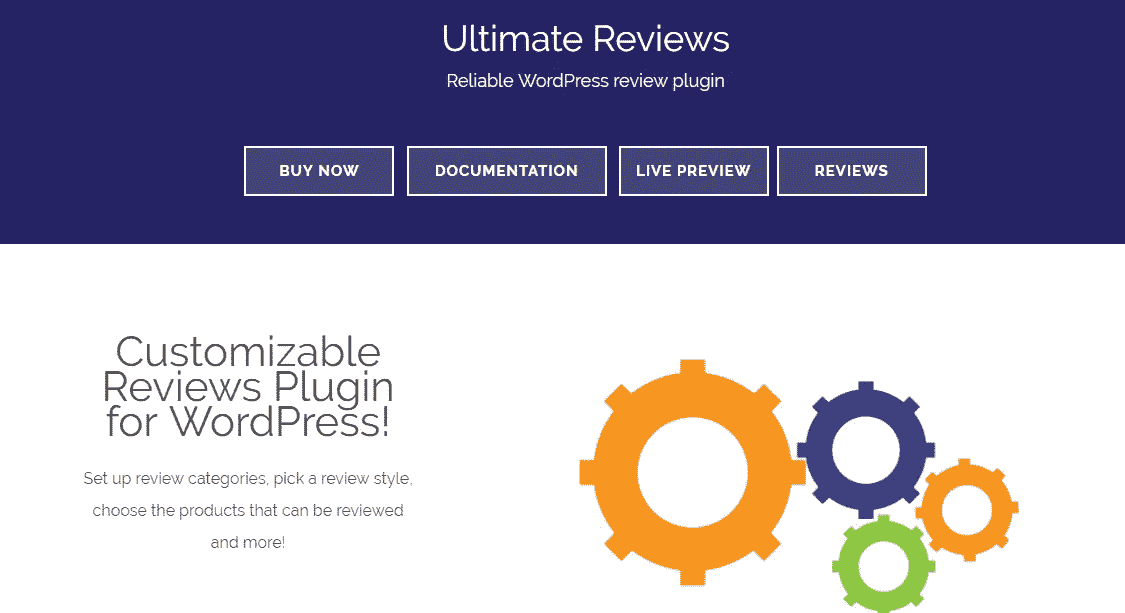 Ultimate Reviews
Reliable WordPress review plugin
BUY NOW
DOCUMENTATION
LIVE PREVIEW
REVIEWS
Customizable
Reviews Plugin
for WordPress!
Set up review categories, pick a review style,
choose the products that can be reviewed
and more!